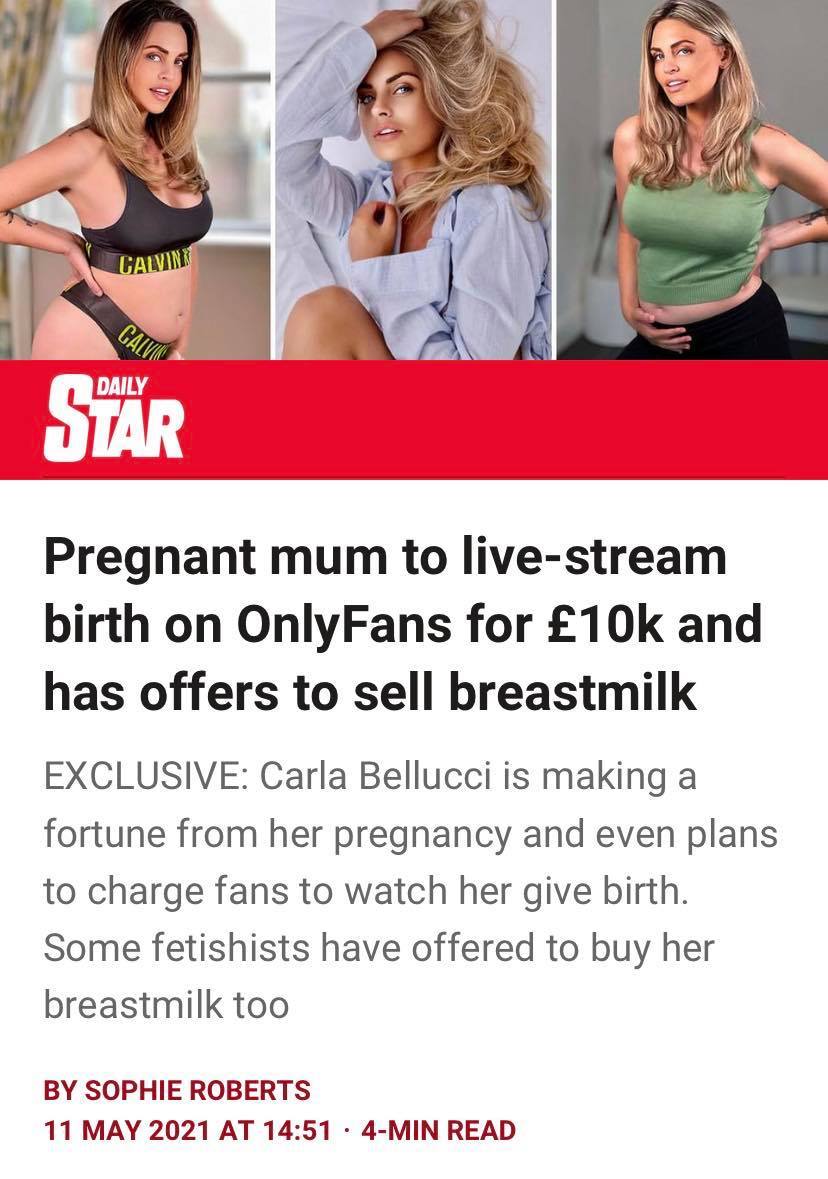 CALVIN K
CALVIN
DAILY
STAR
Pregnant mum to live-stream
birth on OnlyFans for £10k and
has offers to sell breastmilk
EXCLUSIVE: Carla Bellucci is making a
fortune from her pregnancy and even plans
to charge fans to watch her give birth.
Some fetishists have offered to buy her
breastmilk too
BY SOPHIE ROBERTS
11 MAY 2021 AT 14:51 · 4-MIN READ